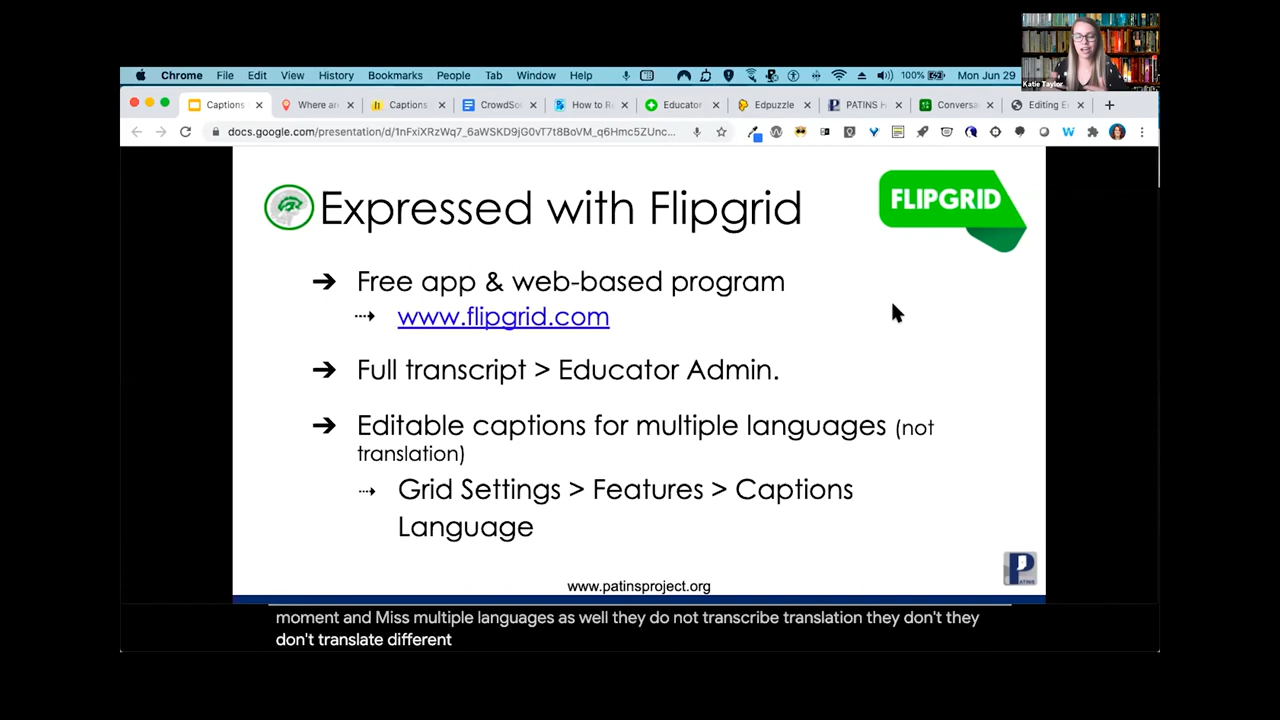 Katie Taylor
Chrome File Edit View History Bookmarks People Tab Window Help 100% Mon Jun 29
Captions Where ar Captions CrowdSo How to R Educator Edpuzzle PATINS H Conversa Editing E
docs.google.com/presentation/d/1nFxiXRzWq7_6aWSKD9jG0vT7t8BoVM_q6Hmc5ZUnc...
Expressed with Flipgrid
FLIPGRID
➔ Free app & web-based program
⇢ www.flipgrid.com
➔ Full transcript > Educator Admin.
➔ Editable captions for multiple languages (not
translation)
⇢ Grid Settings > Features > Captions
Language
PATINS
www.patinsproject.org
moment and Miss multiple languages as well they do not transcribe translation they don't they
don't translate different